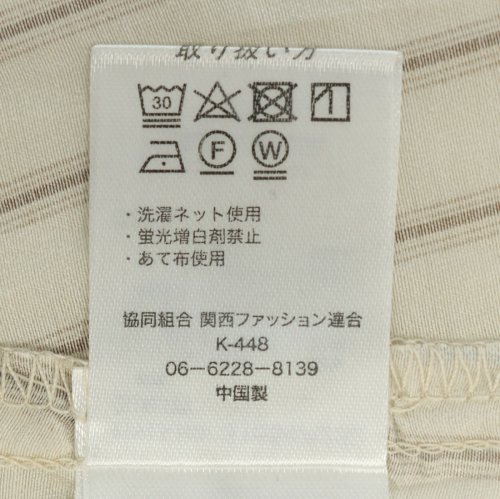 取り扱い方
30
F W
・洗濯ネット使用
・蛍光増白剤禁止
・あて布使用
協同組合 関西ファッション連合
K-448
06-6228-8139
中国製